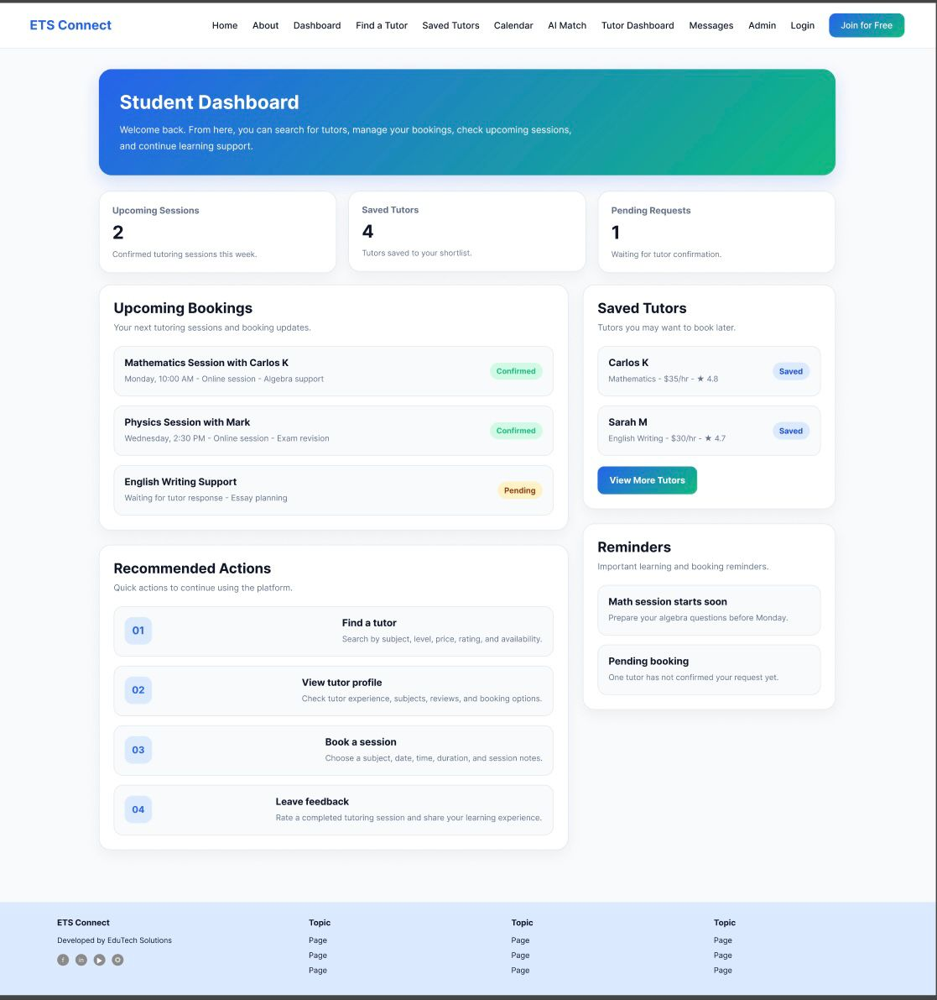 ETS Connect
Home About Dashboard Find a Tutor Saved Tutors Calendar AI Match Tutor Dashboard Messages Admin Login Join for Free
Student Dashboard
Welcome back. From here, you can search for tutors, manage your bookings, check upcoming sessions,
and continue learning support.
Upcoming Sessions
2
Confirmed tutoring sessions this week.
Saved Tutors
4
Tutors saved to your shortlist.
Pending Requests
1
Waiting for tutor confirmation.
Upcoming Bookings
Your next tutoring sessions and booking updates.
Mathematics Session with Carlos K
Monday, 10:00 AM - Online session - Algebra support
Confirmed
Physics Session with Mark
Wednesday, 2:30 PM - Online session - Exam revision
Confirmed
English Writing Support
Waiting for tutor response - Essay planning
Pending
Saved Tutors
Tutors you may want to book later.
Carlos K
Mathematics - $35/hr - ★ 4.8
Saved
Sarah M
English Writing - $30/hr - ★ 4.7
Saved
View More Tutors
Recommended Actions
Quick actions to continue using the platform.
01
Find a tutor
Search by subject, level, price, rating, and availability.
02
View tutor profile
Check tutor experience, subjects, reviews, and booking options.
03
Book a session
Choose a subject, date, time, duration, and session notes.
04
Leave feedback
Rate a completed tutoring session and share your learning experience.
Reminders
Important learning and booking reminders.
Math session starts soon
Prepare your algebra questions before Monday.
Pending booking
One tutor has not confirmed your request yet.
ETS Connect
Developed by EduTech Solutions
f in
Topic
Page
Page
Page
Topic
Page
Page
Page
Topic
Page
Page
Page